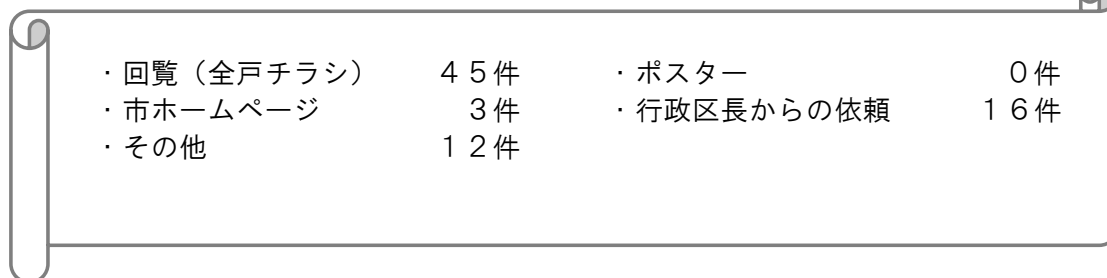 ・回覧（全戸チラシ）　４５件　・ポスター　０件
・市ホームページ　３件　・行政区長からの依頼　１６件
・その他　１２件